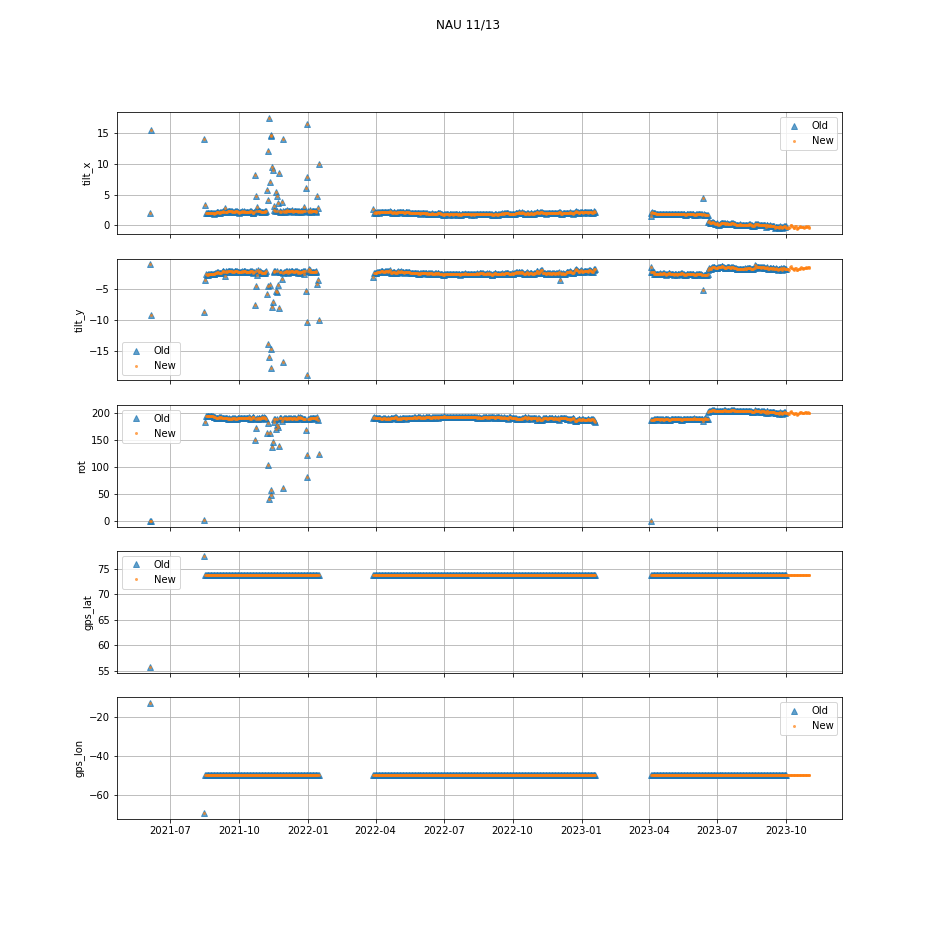 NAU 11/13
15
10
5
0
tilt_x
Old
New
−5
−10
−15
tilt_y
Old
New
200
150
100
50
0
rot
Old
New
75
70
65
60
55
gps_lat
Old
New
−20
−40
−60
gps_lon
Old
New
2021-07 2021-10 2022-01 2022-04 2022-07 2022-10 2023-01 2023-04 2023-07 2023-10